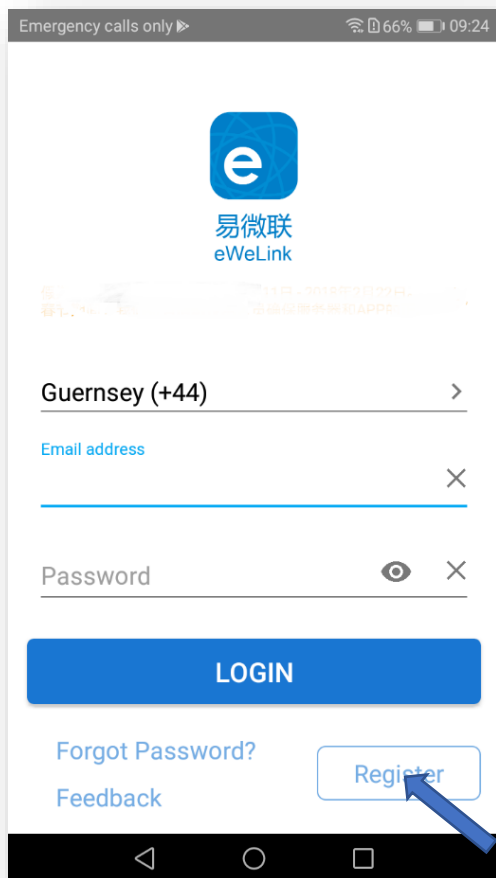 Emergency calls only 66% 09:24
e
易微联
eWeLink
Guernsey (+44)
Email address
Password
LOGIN
Forgot Password?
Register
Feedback